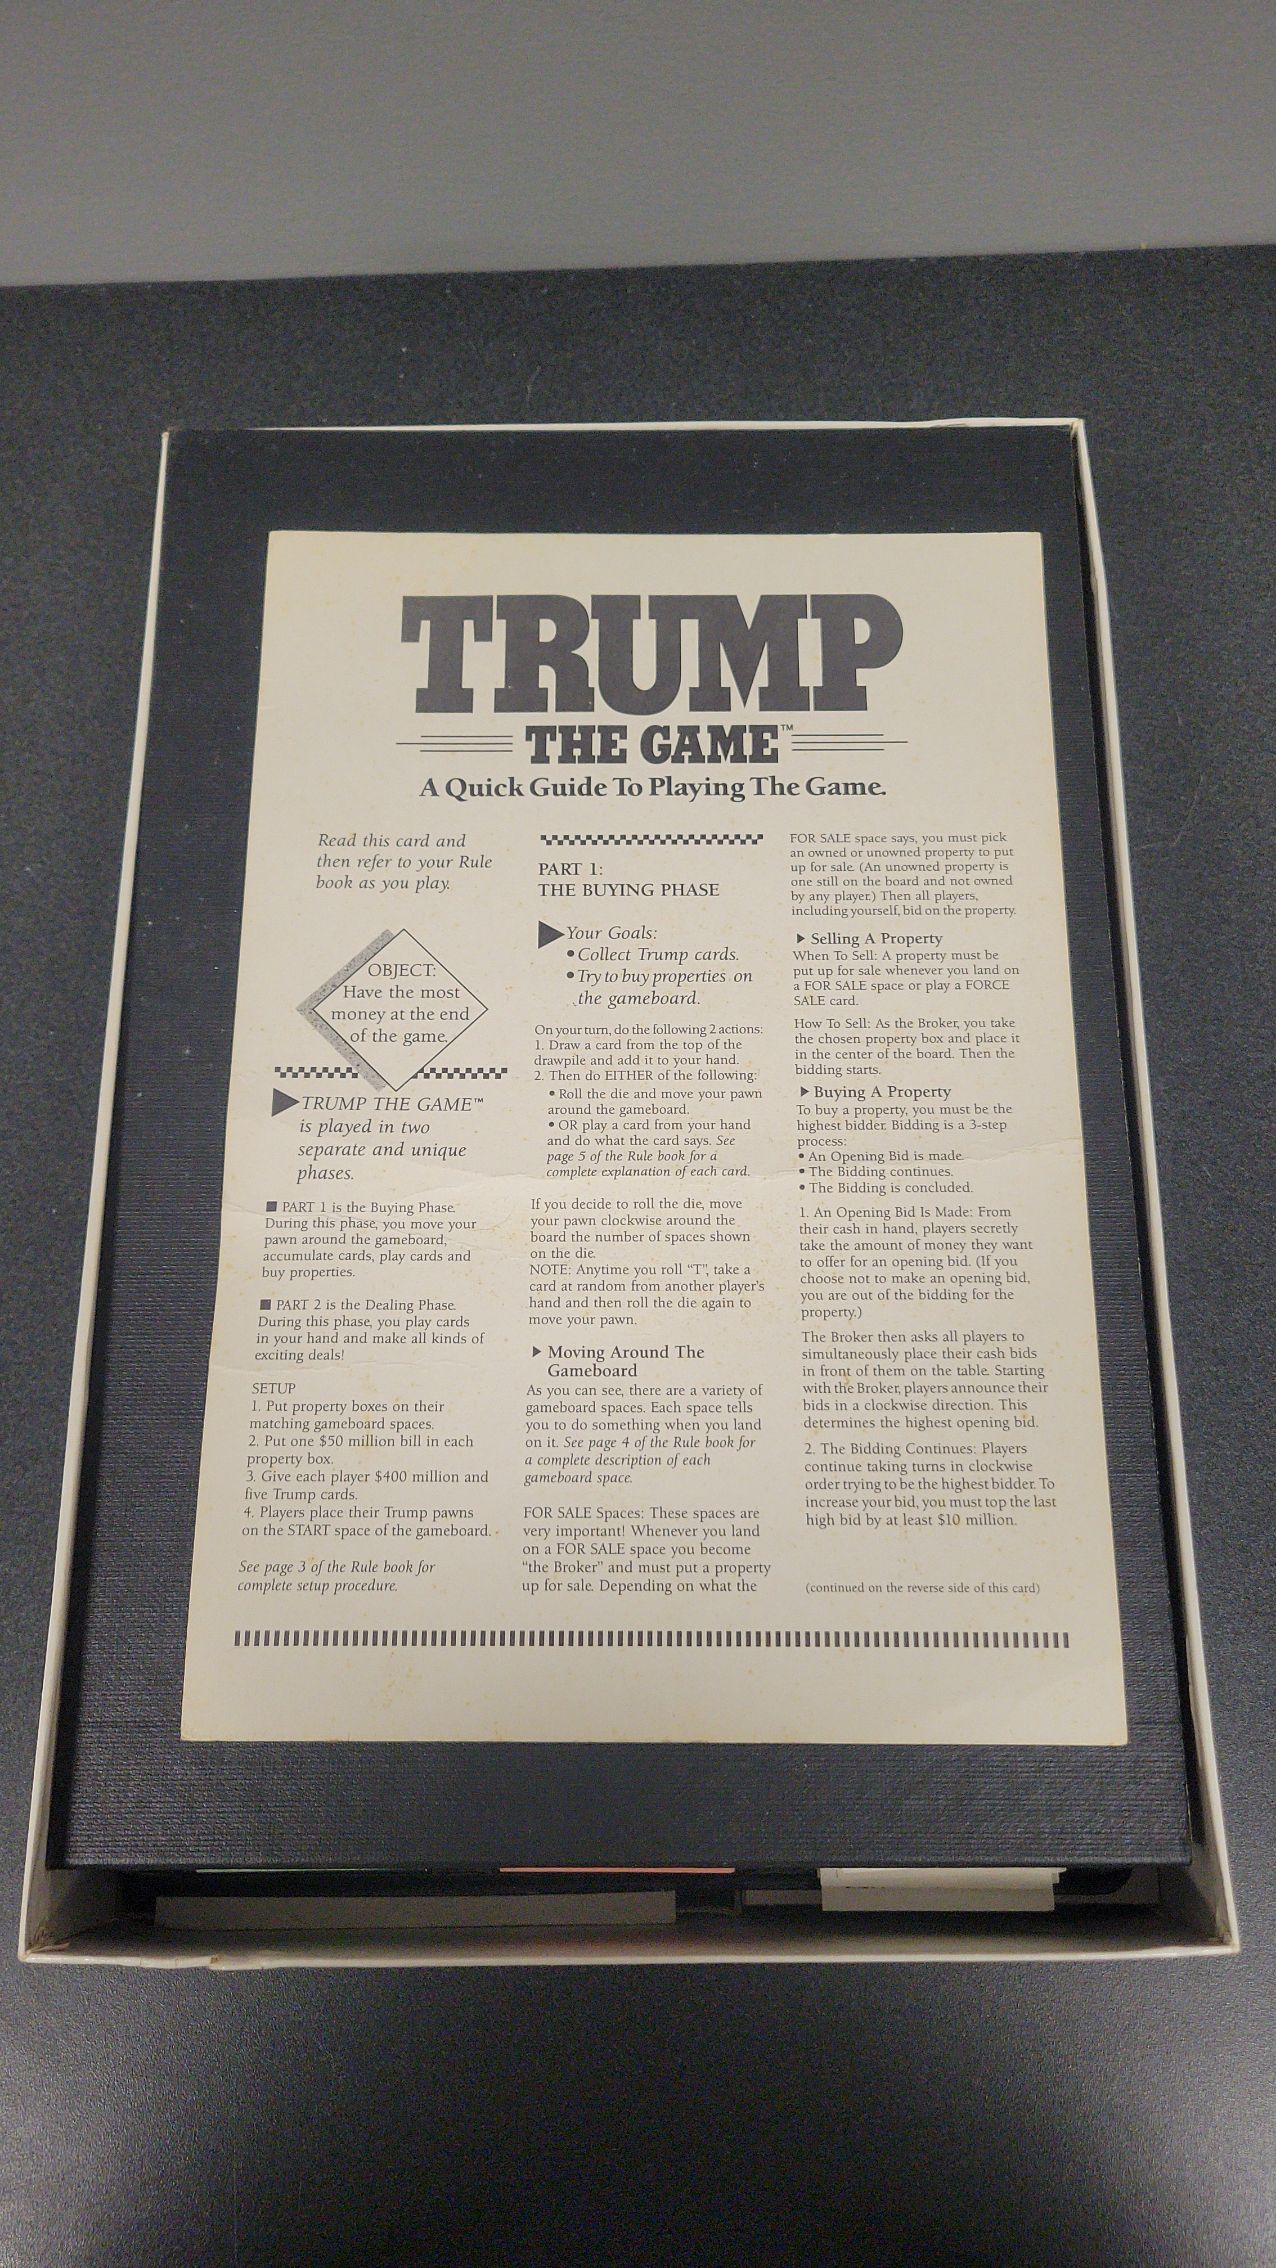 TRUMP
THE GAME™
A Quick Guide To Playing The Game.
Read this card and
then refer to your Rule
book as you play.
OBJECT:
Have the most
money at the end
of the game.
TRUMP THE GAME™
is played in two
separate and unique
phases.
■ PART 1 is the Buying Phase.
During this phase, you move your
pawn around the gameboard,
accumulate cards, play cards and
buy properties.
■ PART 2 is the Dealing Phase.
During this phase, you play cards
in your hand and make all kinds of
exciting deals!
SETUP
1. Put property boxes on their
matching gameboard spaces.
2. Put one $50 million bill in each
property box.
3. Give each player $400 million and
five Trump cards.
4. Players place their Trump pawns
on the START space of the gameboard.
See page 3 of the Rule book for
complete setup procedure.
PART 1:
THE BUYING PHASE
Your Goals:
• Collect Trump cards.
• Try to buy properties on
the gameboard.
On your turn, do the following 2 actions:
1. Draw a card from the top of the
drawpile and add it to your hand.
2. Then do EITHER of the following:
• Roll the die and move your pawn
around the gameboard.
• OR play a card from your hand
and do what the card says. See
page 5 of the Rule book for a
complete explanation of each card.
If you decide to roll the die, move
your pawn clockwise around the
board the number of spaces shown
on the die.
NOTE: Anytime you roll "T", take a
card at random from another player's
hand and then roll the die again to
move your pawn.
▶ Moving Around The
Gameboard
As you can see, there are a variety of
gameboard spaces. Each space tells
you to do something when you land
on it. See page 4 of the Rule book for
a complete description of each
gameboard space.
FOR SALE Spaces: These spaces are
very important! Whenever you land
on a FOR SALE space you become
"the Broker" and must put a property
up for sale. Depending on what the
FOR SALE space says, you must pick
an owned or unowned property to put
up for sale. (An unowned property is
one still on the board and not owned
by any player.) Then all players,
including yourself, bid on the property.
▶ Selling A Property
When To Sell: A property must be
put up for sale whenever you land on
a FOR SALE space or play a FORCE
SALE card.
How To Sell: As the Broker, you take
the chosen property box and place it
in the center of the board. Then the
bidding starts.
▶ Buying A Property
To buy a property, you must be the
highest bidder. Bidding is a 3-step
process:
• An Opening Bid is made.
• The Bidding continues.
• The Bidding is concluded.
1. An Opening Bid Is Made: From
their cash in hand, players secretly
take the amount of money they want
to offer for an opening bid. (If you
choose not to make an opening bid,
you are out of the bidding for the
property.)
The Broker then asks all players to
simultaneously place their cash bids
in front of them on the table. Starting
with the Broker, players announce their
bids in a clockwise direction. This
determines the highest opening bid.
2. The Bidding Continues: Players
continue taking turns in clockwise
order trying to be the highest bidder. To
increase your bid, you must top the last
high bid by at least $10 million.
(continued on the reverse side of this card)